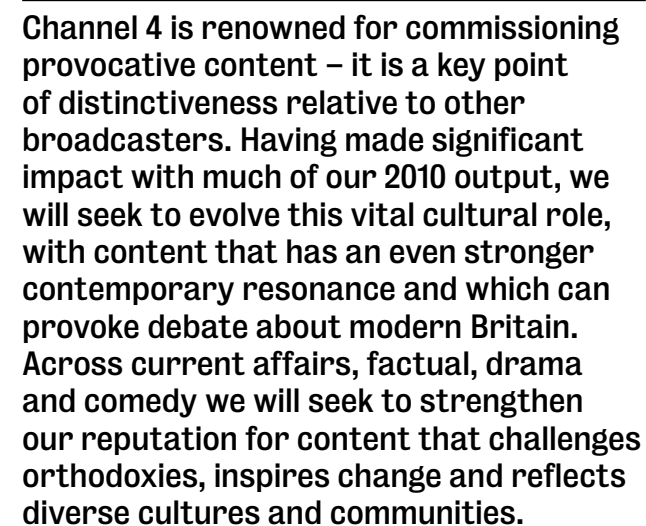 Channel 4 is renowned for commissioning
provocative content – it is a key point
of distinctiveness relative to other
broadcasters. Having made significant
impact with much of our 2010 output, we
will seek to evolve this vital cultural role,
with content that has an even stronger
contemporary resonance and which can
provoke debate about modern Britain.
Across current affairs, factual, drama
and comedy we will seek to strengthen
our reputation for content that challenges
orthodoxies, inspires change and reflects
diverse cultures and communities.